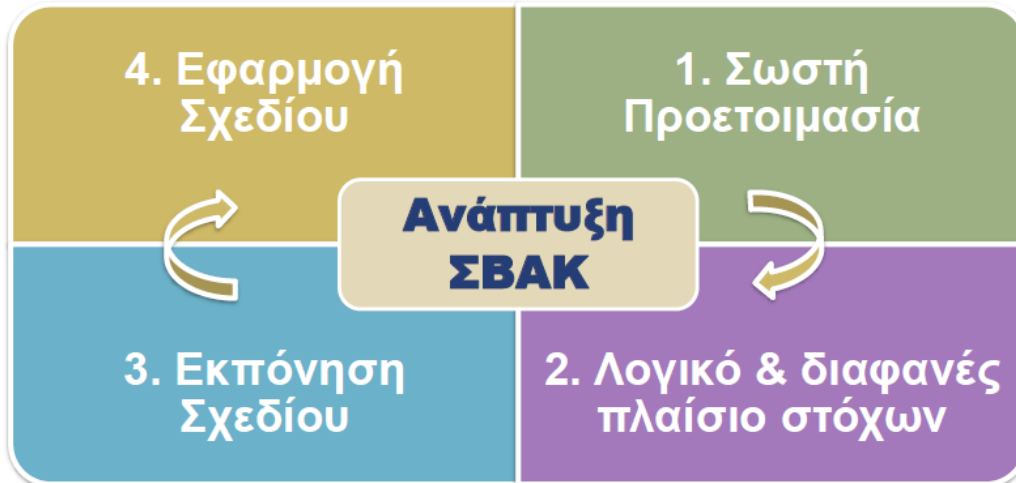 4. Εφαρμογή
Σχεδίου
1. Σωστή
Προετοιμασία
Ανάπτυξη
ΣΒΑΚ
3. Εκπόνηση
Σχεδίου
2. Λογικό & διαφανές
πλαίσιο στόχων